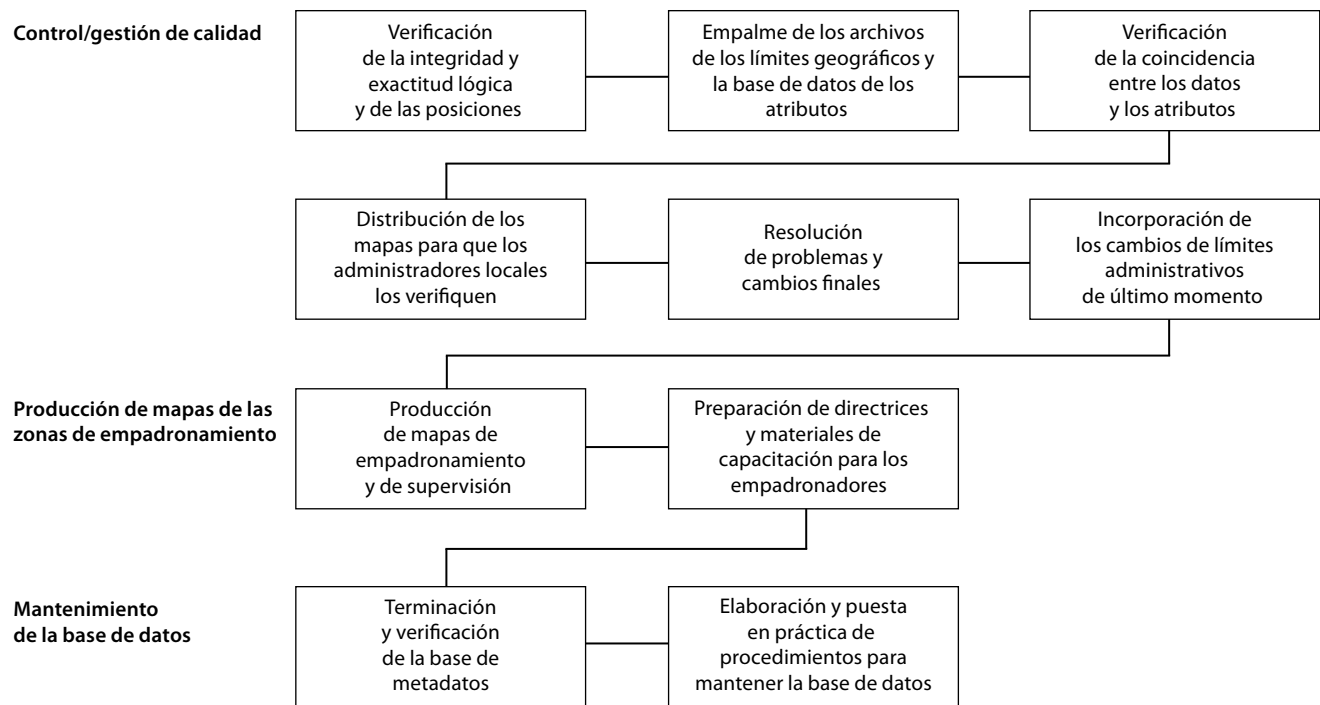 Control/gestión de calidad
Verificación
de la integridad y
exactitud lógica
y de las posiciones
Empalme de los archivos
de los límites geográficos y
la base de datos de los
atributos
Verificación
de la coincidencia
entre los datos
y los atributos
Distribución de los
mapas para que los
administradores locales
los verifiquen
Resolución
de problemas y
cambios finales
Incorporación de
los cambios de límites
administrativos
de último momento
Producción de mapas de las
zonas de empadronamiento
Producción
de mapas de
empadronamiento
y de supervisión
Preparación de directrices
y materiales de
capacitación para los
empadronadores
Mantenimiento
de la base de datos
Terminación
y verificación
de la base de
metadatos
Elaboración y puesta
en práctica de
procedimientos para
mantener la base de datos